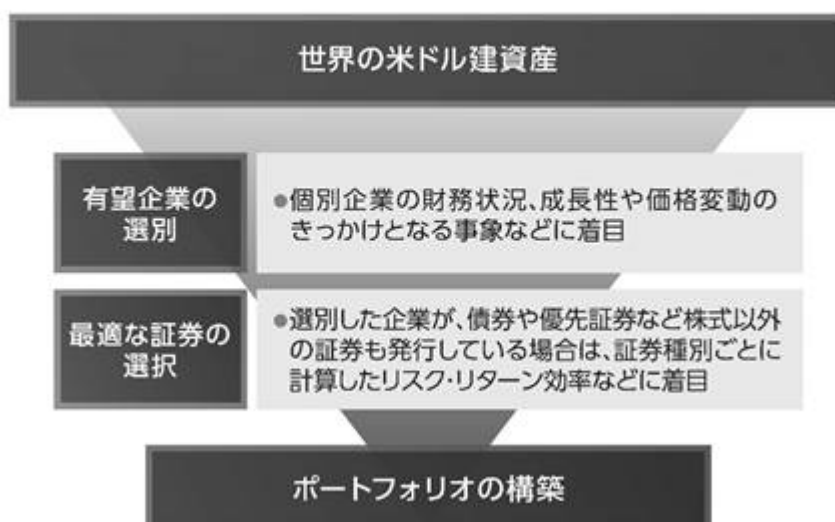 世界の米ドル建資産
有望企業の
選別
●個別企業の財務状況、成長性や価格変動の
きっかけとなる事象などに着目
最適な証券の
選択
●選別した企業が、債券や優先証券など株式以外
の証券も発行している場合は、証券種別ごとに
計算したリスク・リターン効率などに着目
ポートフォリオの構築